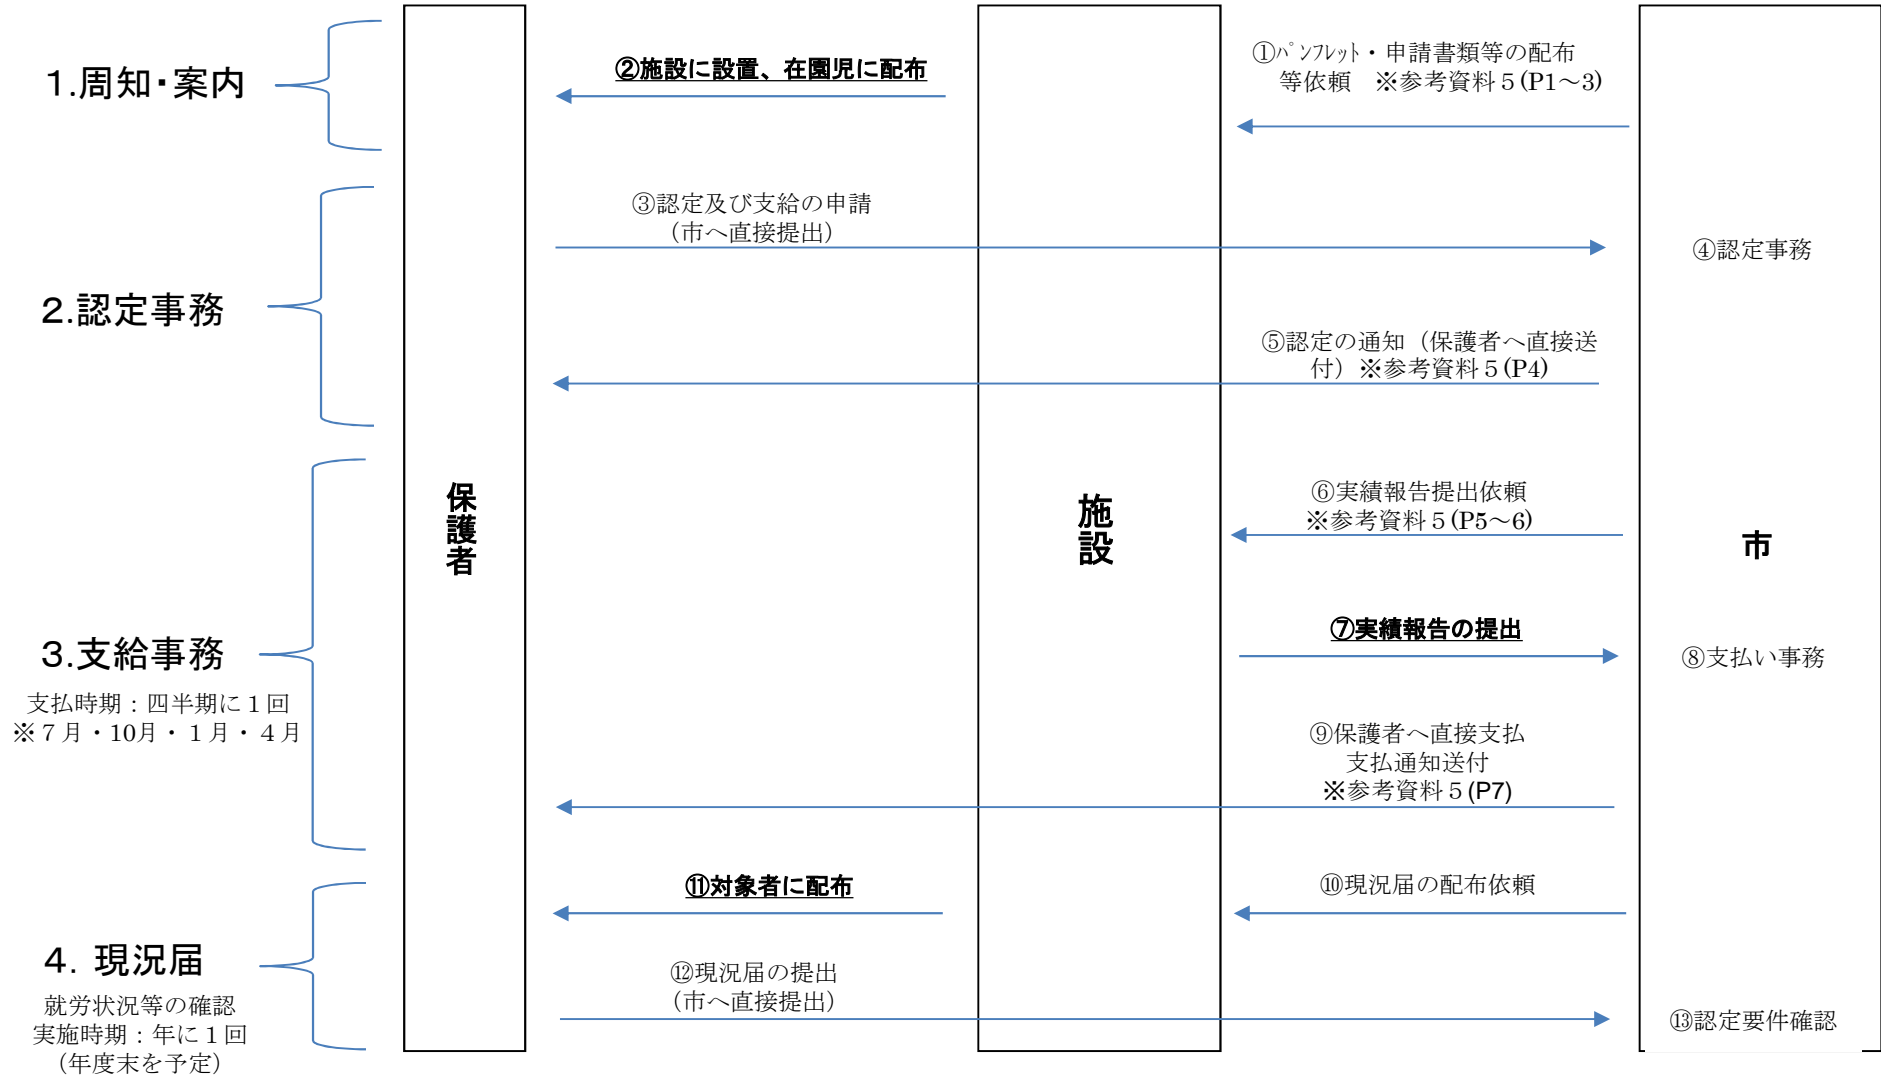 1.周知・案内
②施設に設置、在園児に配布
①ﾊﾟﾝﾌﾚｯﾄ・申請書類等の配布
等依頼　※参考資料５(P1～3)
2.認定事務
③認定及び支給の申請
（市へ直接提出）
④認定事務
⑤認定の通知（保護者へ直接送
付）※参考資料５(P4)
保護者
施設
市
3.支給事務
支払時期：四半期に１回
※７月・10月・１月・４月
⑥実績報告提出依頼
※参考資料５(P5～6)
⑦実績報告の提出
⑧支払い事務
⑨保護者へ直接支払
支払通知送付
※参考資料５(P7)
4．現況届
就労状況等の確認
実施時期：年に１回
（年度末を予定）
⑪対象者に配布
⑩現況届の配布依頼
⑫現況届の提出
（市へ直接提出）
⑬認定要件確認